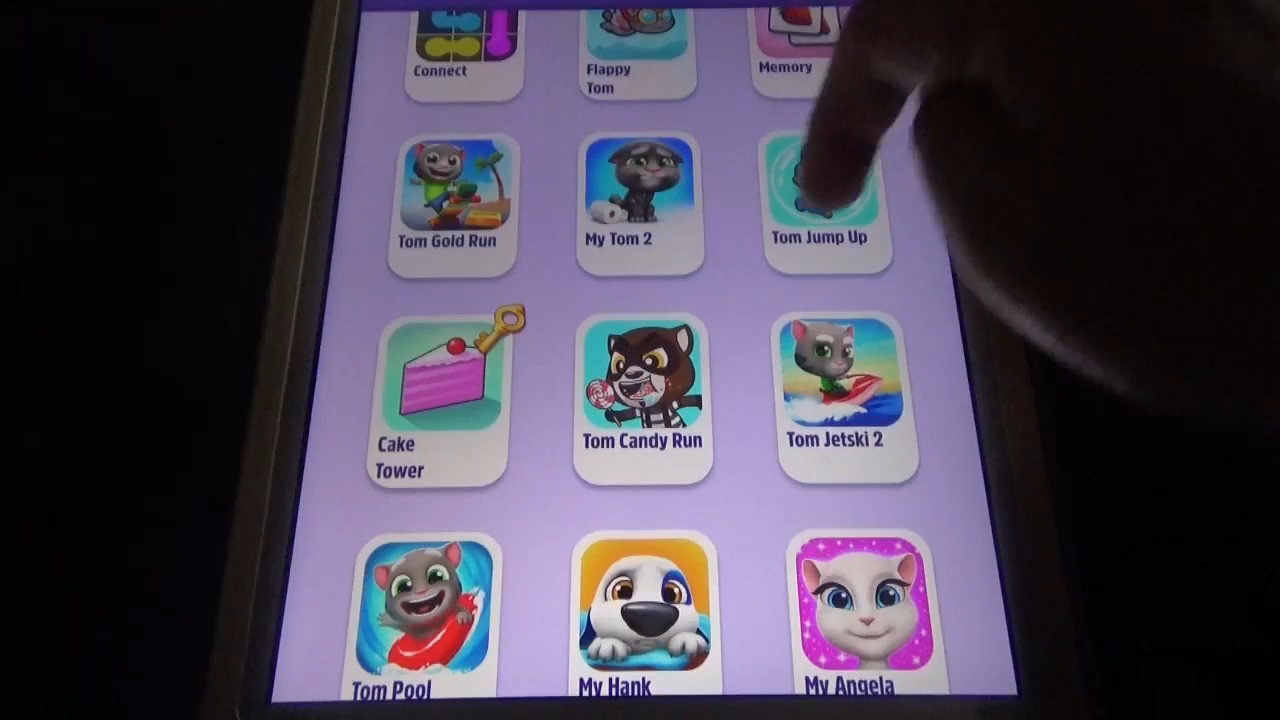 Connect
Flappy
Tom
Memory
Tom Gold Run
My Tom 2
Tom Jump Up
Cake
Tower
Tom Candy Run
Tom Jetski 2
Tom Pool
My Hank
My Angela